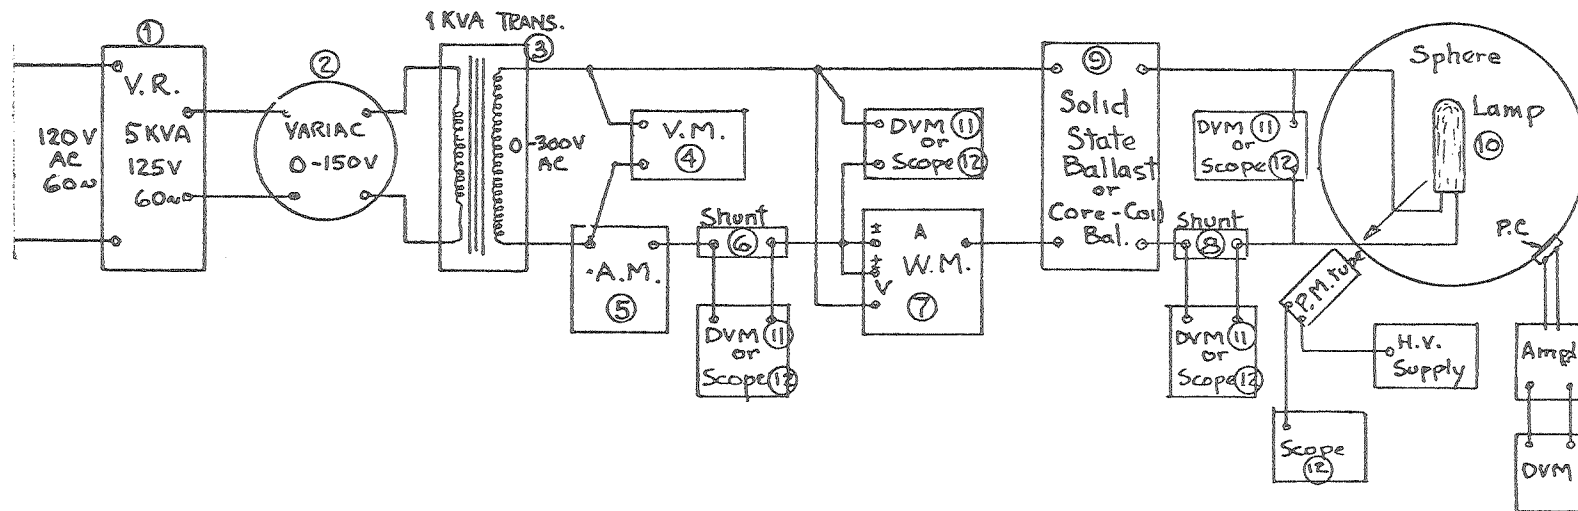 120V
AC
60~
①
V.R.
5KVA
125V
60~
②
VARIAC
0-150V
1 KVA TRANS.
③
0-300V
AC
V.M.
④
A.M.
⑤
Shunt
⑥
DVM ⑪
or
Scope ⑫
DVM ⑪
or
Scope ⑫
± A
± W.M.
V
⑦
⑨
Solid
State
Ballast
or
Core-Coil
Bal.
Shunt
⑧
DVM ⑪
or
Scope ⑫
DVM ⑪
or
Scope ⑫
Sphere
Lamp
⑩
P.C
P.M. tube
H.V.
Supply
Scope
⑫
Ampl
DVM